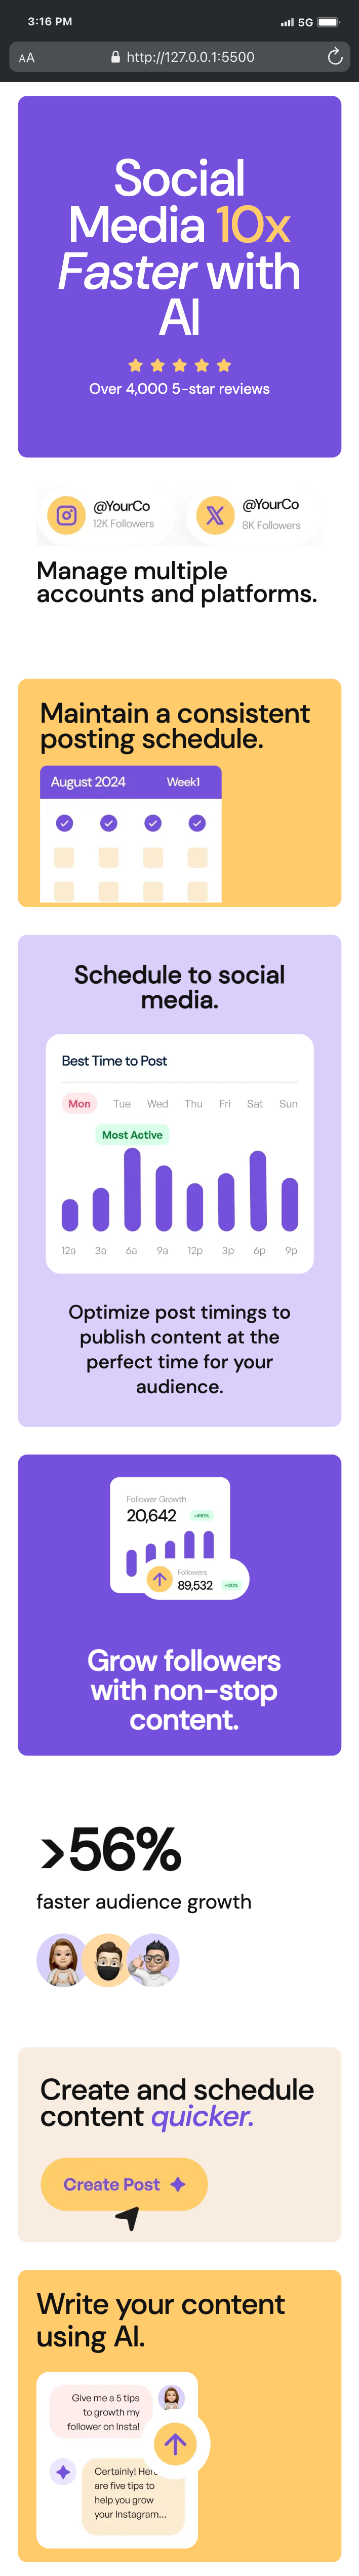 3:16 PM
5G
AA
http://127.0.0.1:5500
Social
Media 10x
Faster with
AI
Over 4,000 5-star reviews
@YourCo
12K Followers
@YourCo
8K Followers
Manage multiple
accounts and platforms.
Maintain a consistent
posting schedule.
August 2024 Week1
Schedule to social
media.
Best Time to Post
Mon Tue Wed Thu Fri Sat Sun
Most Active
12a 3a 6a 9a 12p 3p 6p 9p
Optimize post timings to
publish content at the
perfect time for your
audience.
Follower Growth
20,642
Followers
89,532
Grow followers
with non-stop
content.
>56%
faster audience growth
Create and schedule
content quicker.
Create Post
Write your content
using AI.
Give me a 5 tips
to growth my
follower on Insta!
Certainly! Here
are five tips to
help you grow
your Instagram...